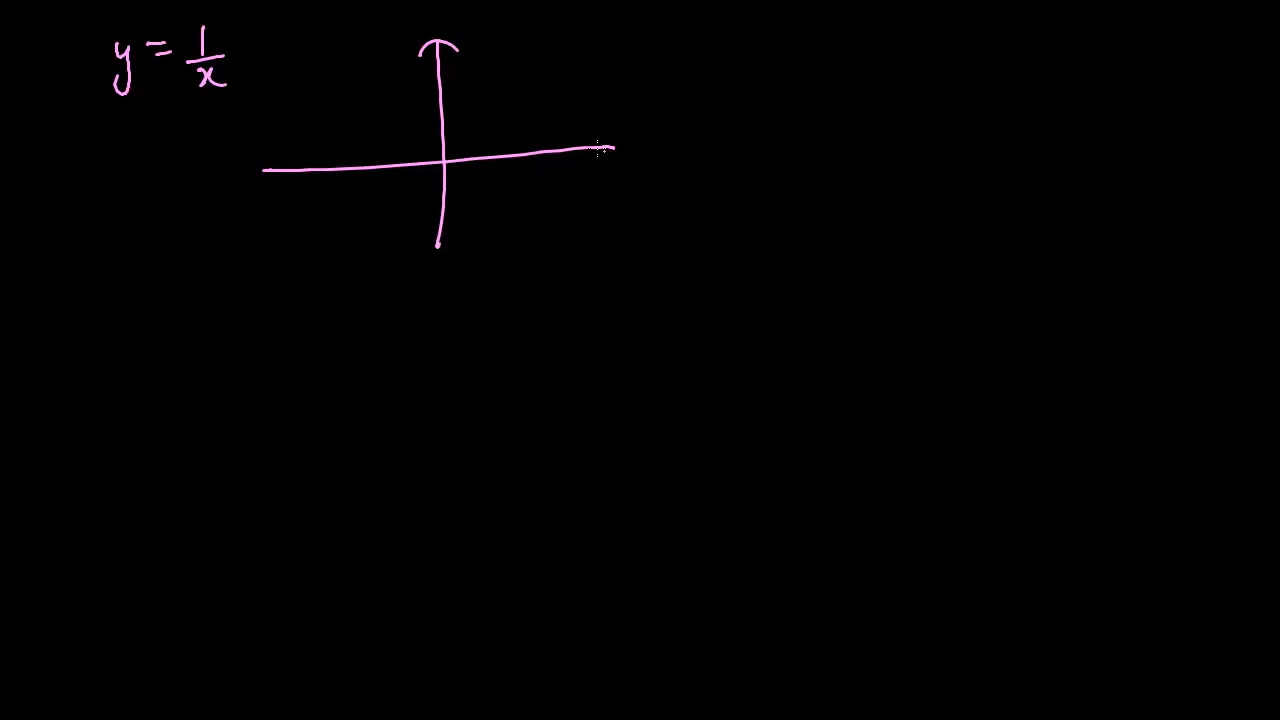 y = 1/x